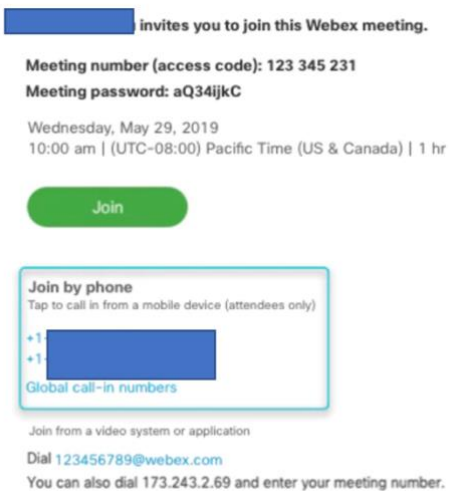 invites you to join this Webex meeting.
Meeting number (access code): 123 345 231
Meeting password: aQ34ijkC
Wednesday, May 29, 2019
10:00 am | (UTC-08:00) Pacific Time (US & Canada) | 1 hr
Join
Join by phone
Tap to call in from a mobile device (attendees only)
+1-
+1-
Global call-in numbers
Join from a video system or application
Dial 123456789@webex.com
You can also dial 173.243.2.69 and enter your meeting number.